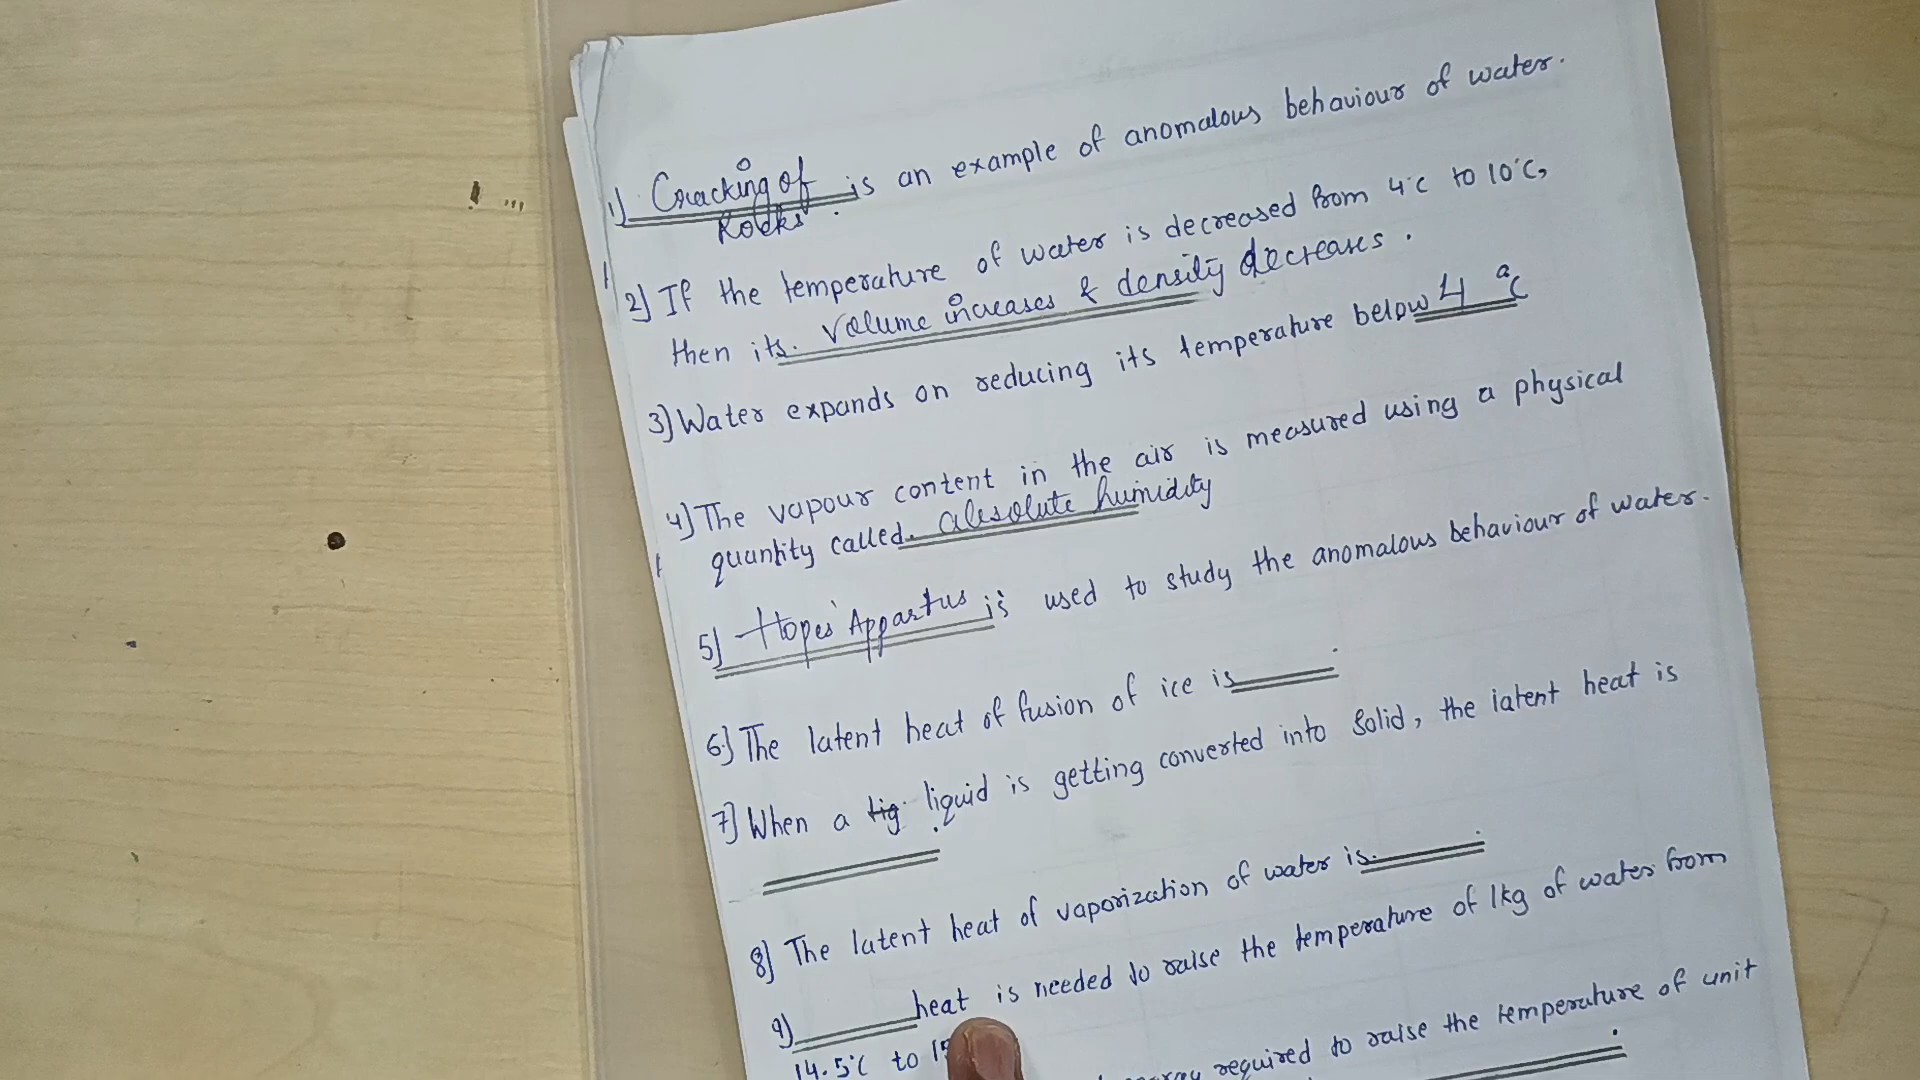 1) Cracking of is an example of anomalous behaviour of water.
Rocks.
2) If the temperature of water is decreased from 4°C to 10°C,
then its. Volume increases & density decreases.
3) Water expands on reducing its temperature below 4 °C
4) The vapour content in the air is measured using a physical
quantity called. absolute humidity
5) Hopes' Appartus is used to study the anomalous behaviour of water.
6) The latent heat of fusion of ice is
7) When a liquid is getting converted into solid, the latent heat is
8) The latent heat of vaporization of water is.
9) heat is needed to raise the temperature of 1kg of water from
14.5°C to
required to raise the temperature of unit